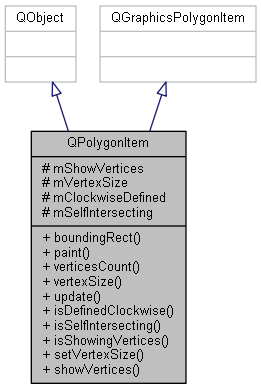 QObject
QGraphicsPolygonItem
QPolygonItem
# mShowVertices
# mVertexSize
# mClockwiseDefined
# mSelfIntersecting
+ boundingRect()
+ paint()
+ verticesCount()
+ vertexSize()
+ update()
+ isDefinedClockwise()
+ isSelfIntersecting()
+ isShowingVertices()
+ setVertexSize()
+ showVertices()